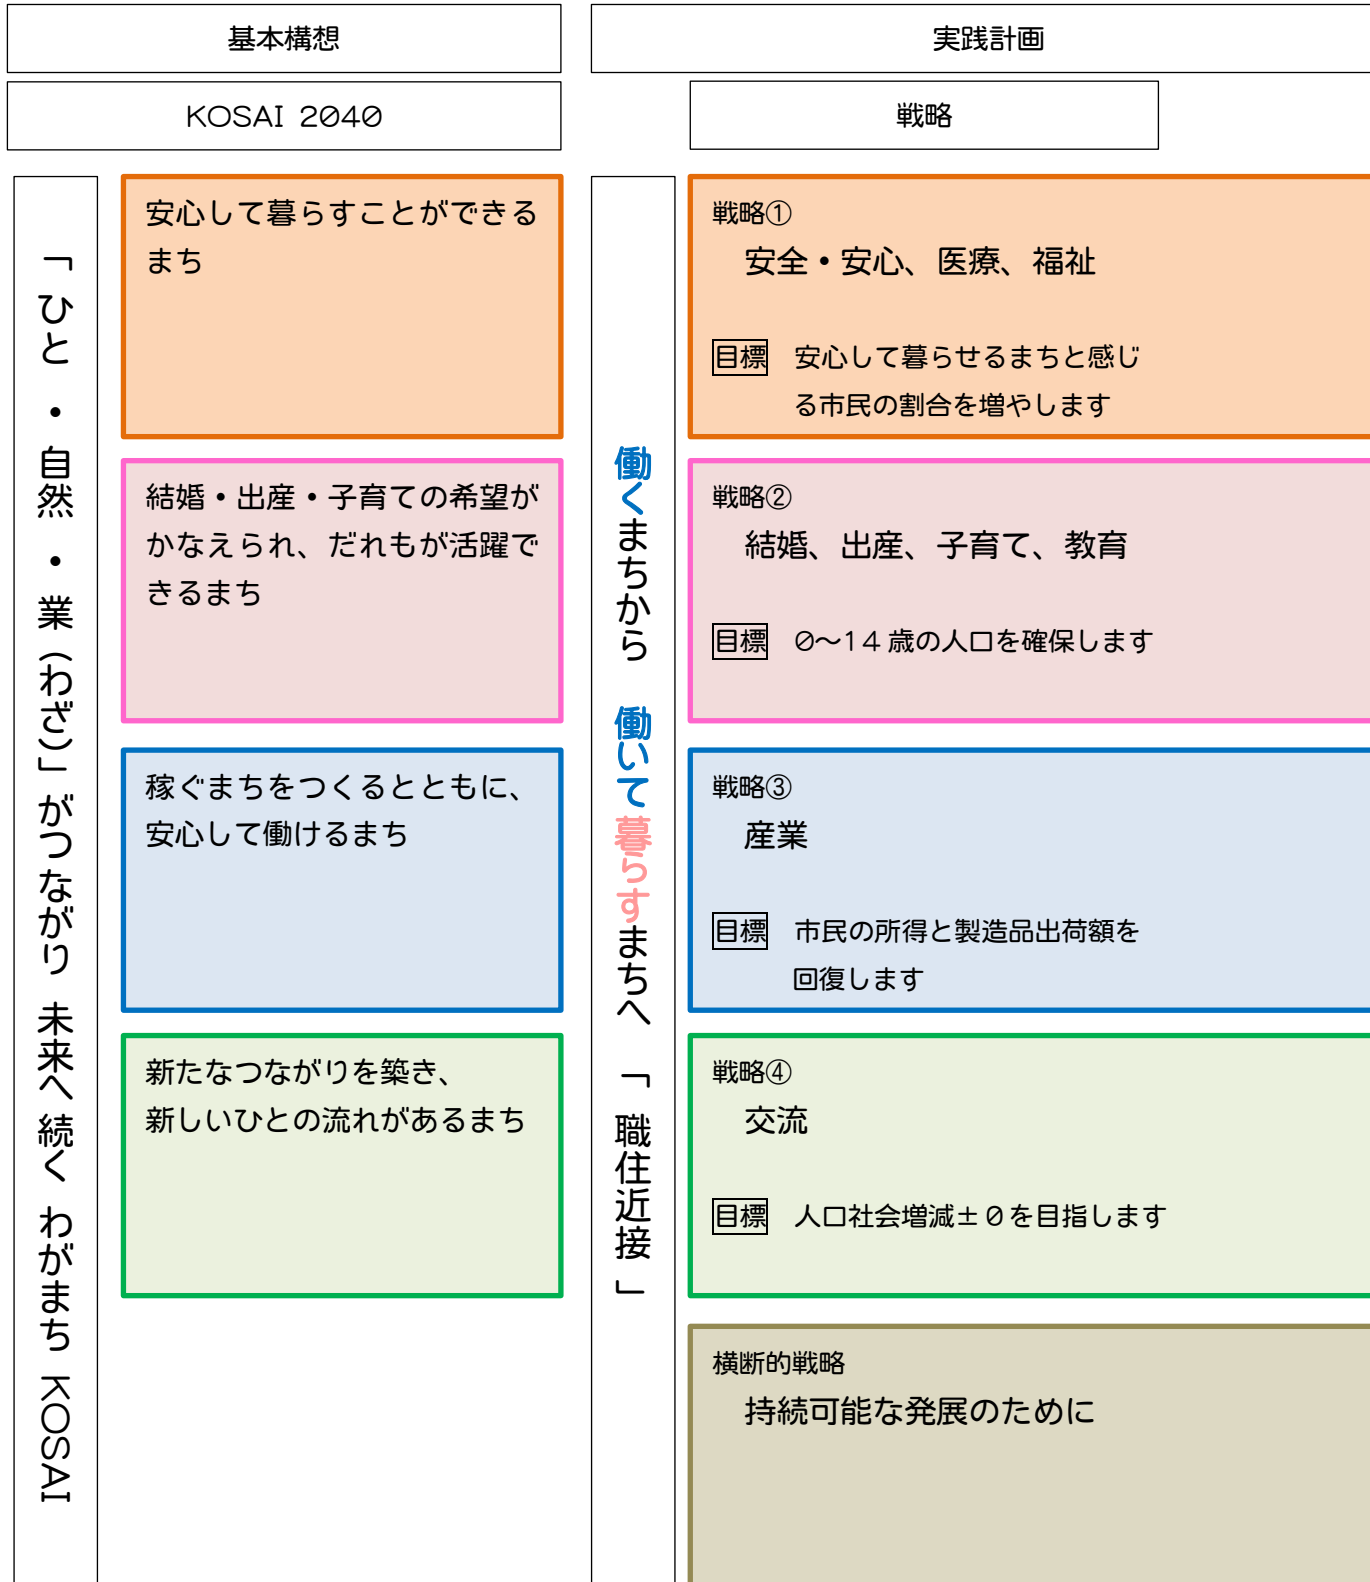 基本構想
実践計画
KOSAI 2040
戦略
「ひと・自然・業(わざ)」がつながり 未来へ続く わがまち KOSAI
安心して暮らすことができる
まち
結婚・出産・子育ての希望が
かなえられ、だれもが活躍で
きるまち
稼ぐまちをつくるとともに、
安心して働けるまち
新たなつながりを築き、
新しいひとの流れがあるまち
働くまちから 働いて暮らすまちへ 「職住近接」
戦略①
安全・安心、医療、福祉
目標 安心して暮らせるまちと感じ
る市民の割合を増やします
戦略②
結婚、出産、子育て、教育
目標 0～14歳の人口を確保します
戦略③
産業
目標 市民の所得と製造品出荷額を
回復します
戦略④
交流
目標 人口社会増減±0を目指します
横断的戦略
持続可能な発展のために